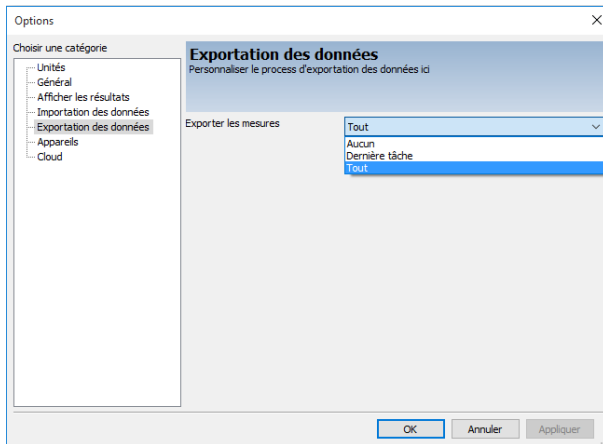 Options
Choisir une catégorie
Unités
Général
Afficher les résultats
Importation des données
Exportation des données
Appareils
Cloud
Exportation des données
Personnaliser le process d'exportation des données ici
Exporter les mesures
Tout
Aucun
Dernière tâche
Tout
OK
Annuler
Appliquer